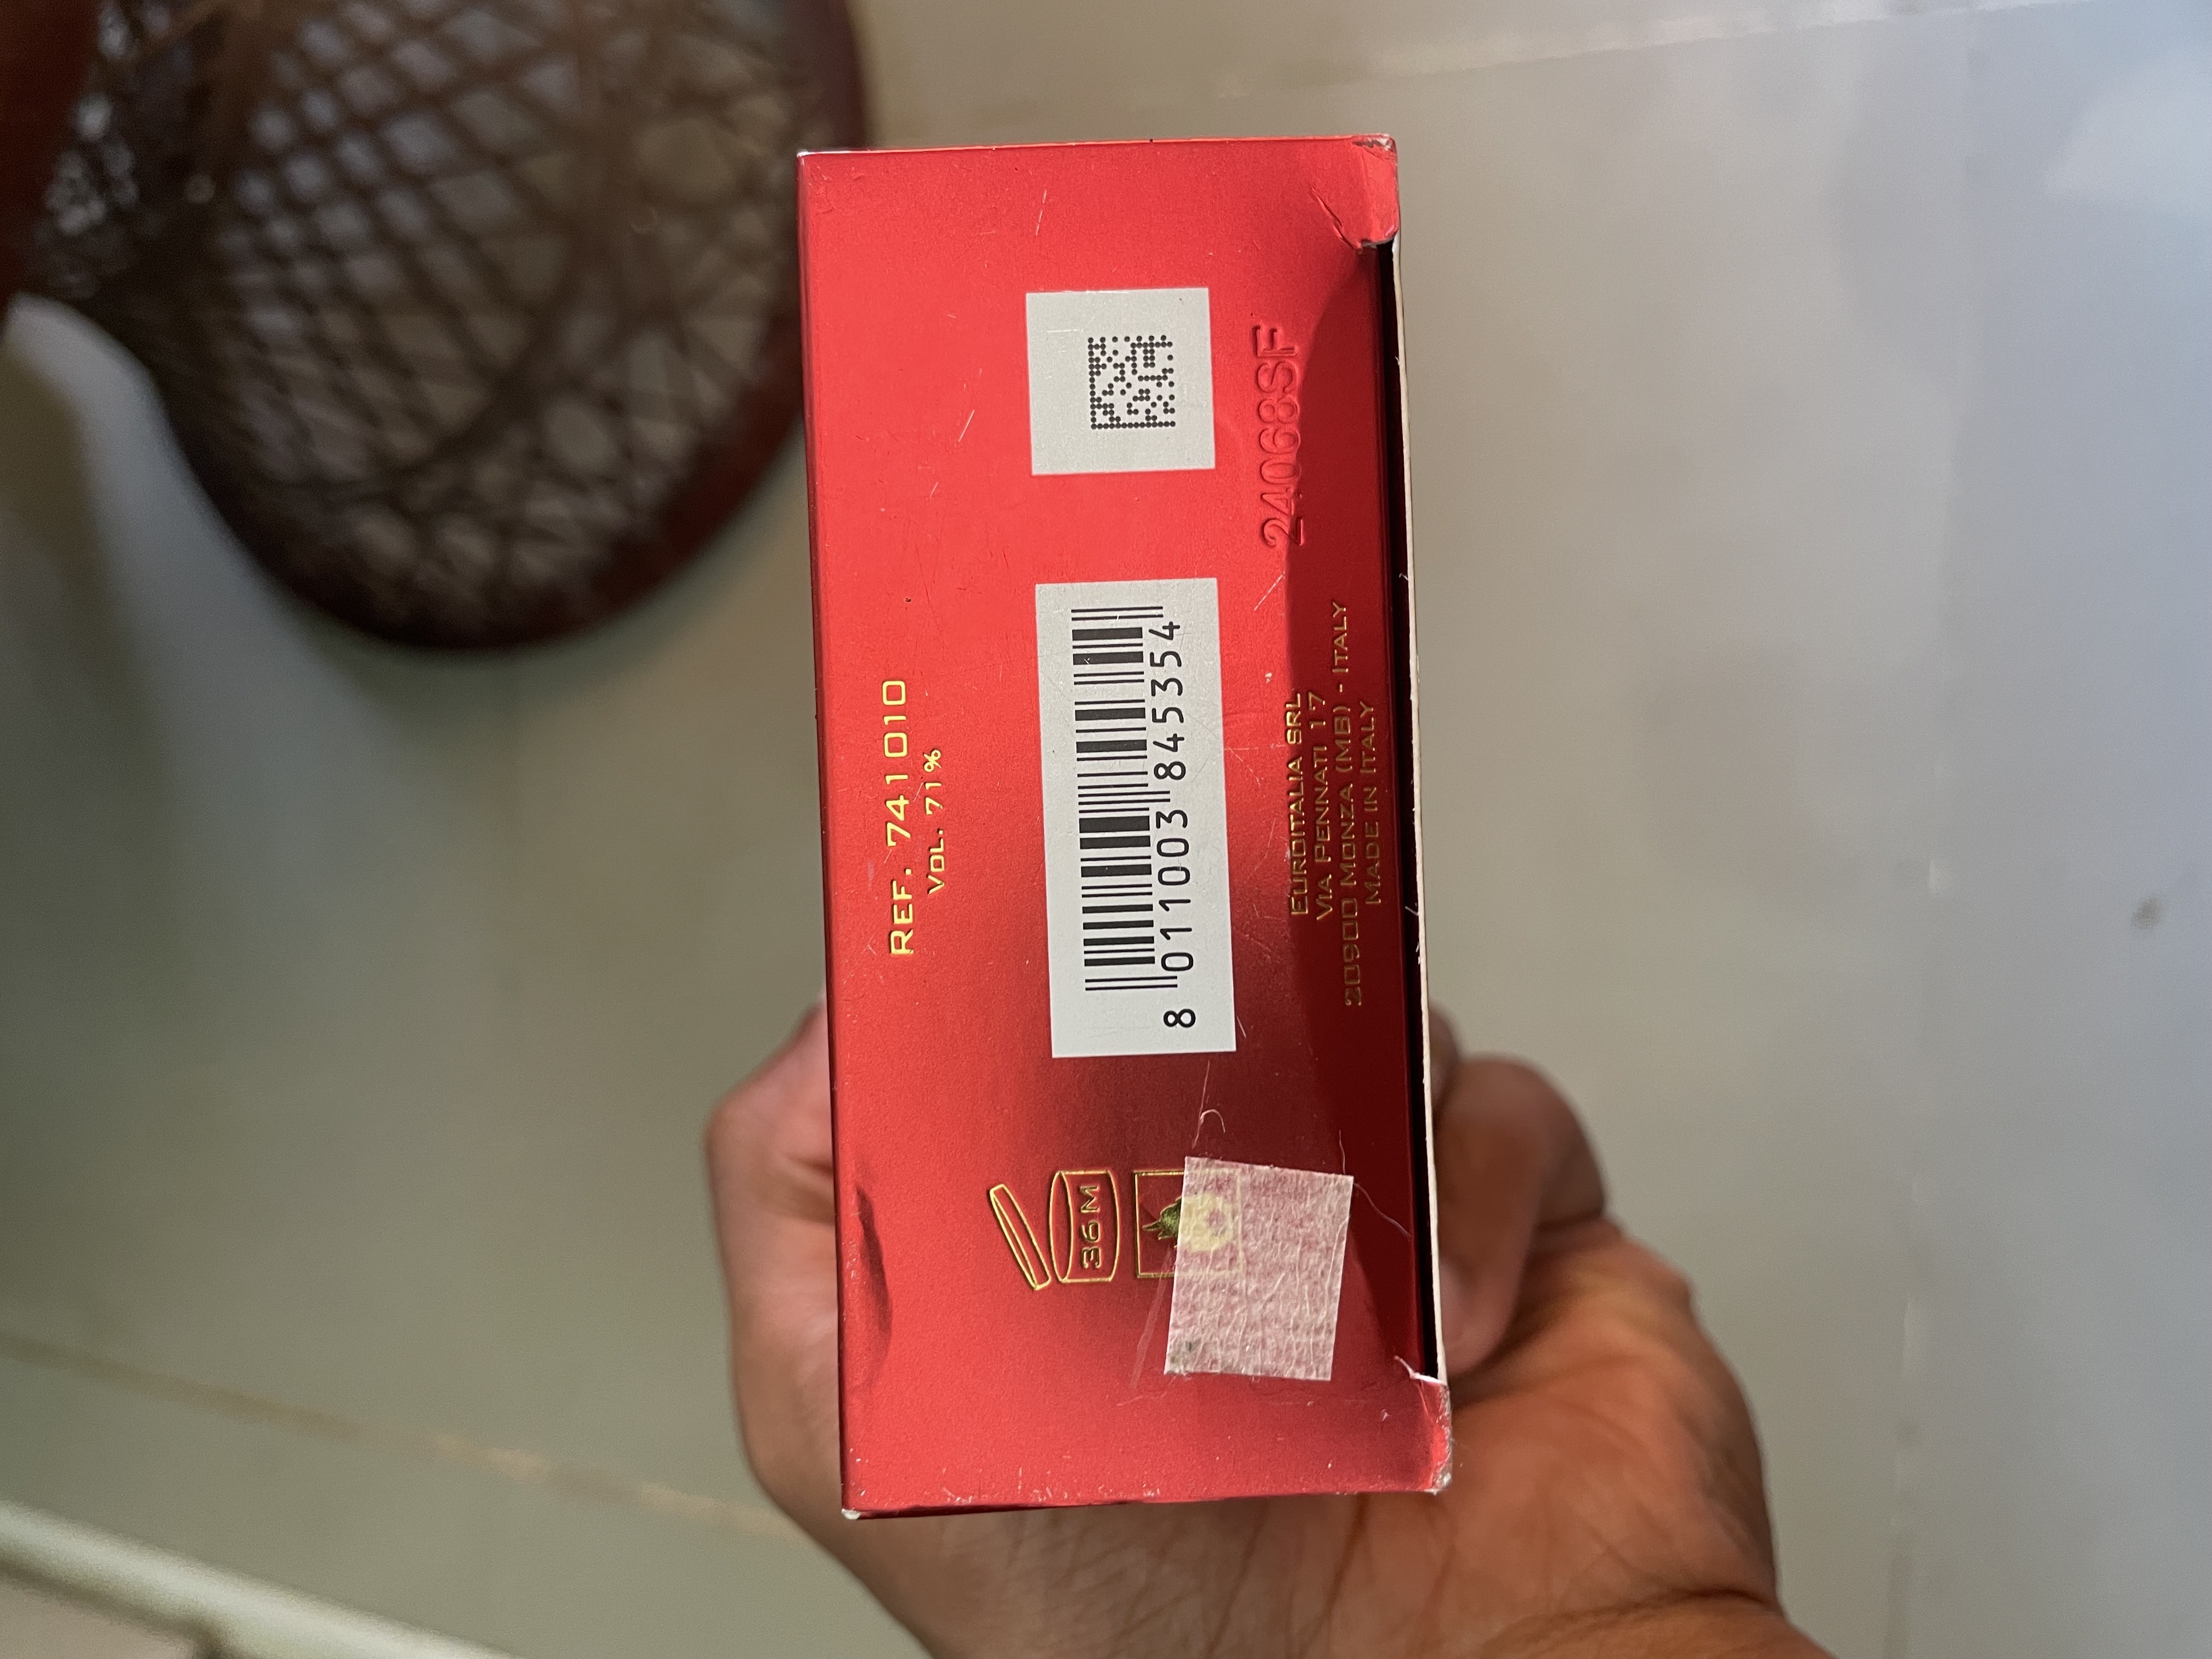 REF. 741010
VOL. 71%
8 011003 845354
24068SF
EUROITALIA SRL
VIA PENNATI 17
20900 MONZA (MB) - ITALY
MADE IN ITALY
36M